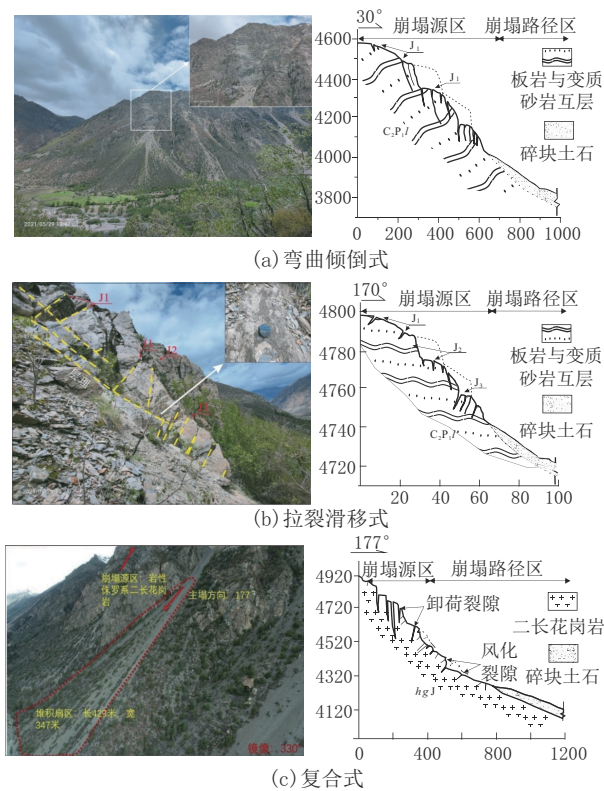 30°
崩塌源区 崩塌路径区
4600
4400
4200
4000
3800
J₁
J₁
C₂P₁l
板岩与变质
砂岩互层
碎块土石
0 200 400 600 800 1000
(a)弯曲倾倒式
J1
J2
170°
崩塌源区 崩塌路径区
4800
4780
4760
4740
4720
J₁
J₂
J₃
C₂P₁l
板岩与变质
砂岩互层
碎块土石
20 40 60 80 100
(b)拉裂滑移式
崩塌源区：岩性
侏罗系二长花岗
岩
主塌方向：177°
堆积扇区 长429米 宽
347米
镜像：330°
177°
崩塌源区 崩塌路径区
4920
4720
4520
4320
4120
卸荷裂隙
风化
裂隙
hgJ
二长花岗岩
碎块土石
0 400 800 1200
(c)复合式